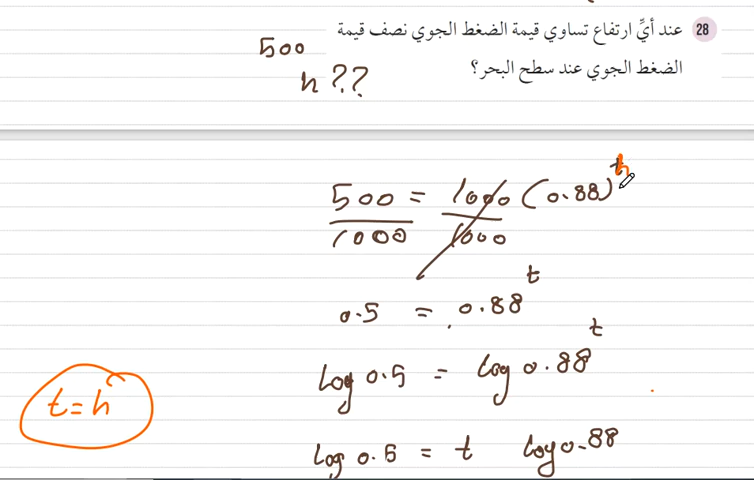 28 عند أيِّ ارتفاع تساوي قيمة الضغط الجوي نصف قيمة
الضغط الجوي عند سطح البحر؟
500
h ??
500 = 1000 (0.88)^h
1000 1000
0.5 = 0.88^t
log 0.5 = log 0.88^t
t = h
log 0.5 = t log 0.88